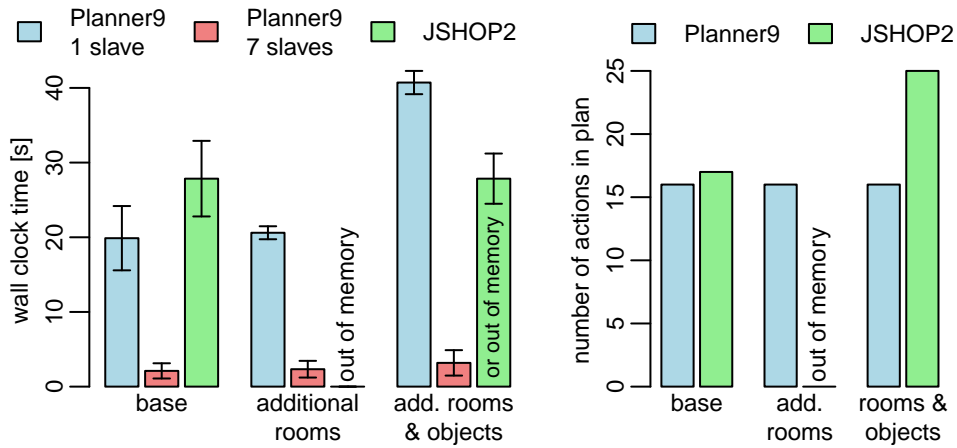 Planner9
1 slave
Planner9
7 slaves
JSHOP2
wall clock time [s]
0
10
20
30
40
out of memory
or out of memory
base
additional
rooms
add. rooms
& objects
Planner9
JSHOP2
number of actions in plan
0
5
10
15
20
25
out of memory
base
add.
rooms
rooms &
objects